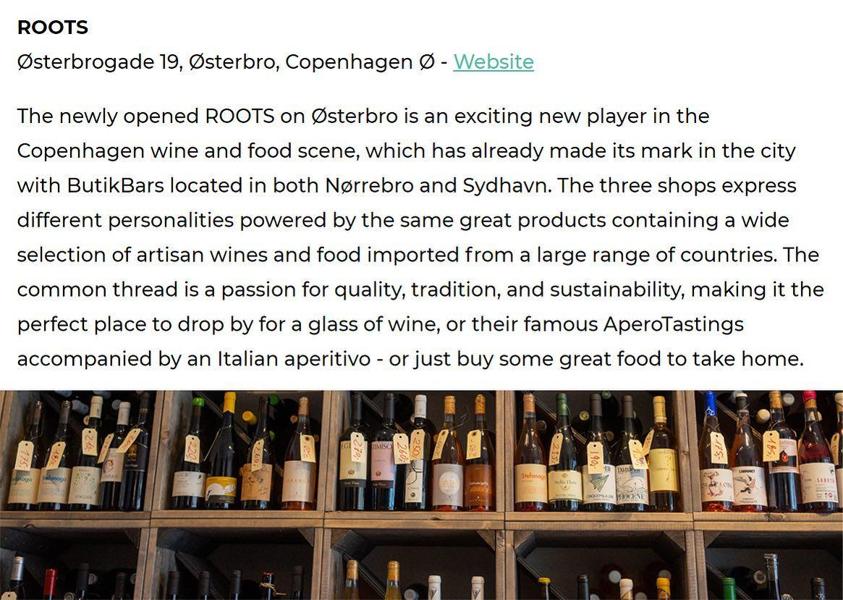 ROOTS
Østerbrogade 19, Østerbro, Copenhagen Ø - Website
The newly opened ROOTS on Østerbro is an exciting new player in the
Copenhagen wine and food scene, which has already made its mark in the city
with ButikBars located in both Nørrebro and Sydhavn. The three shops express
different personalities powered by the same great products containing a wide
selection of artisan wines and food imported from a large range of countries. The
common thread is a passion for quality, tradition, and sustainability, making it the
perfect place to drop by for a glass of wine, or their famous AperoTastings
accompanied by an Italian aperitivo - or just buy some great food to take home.